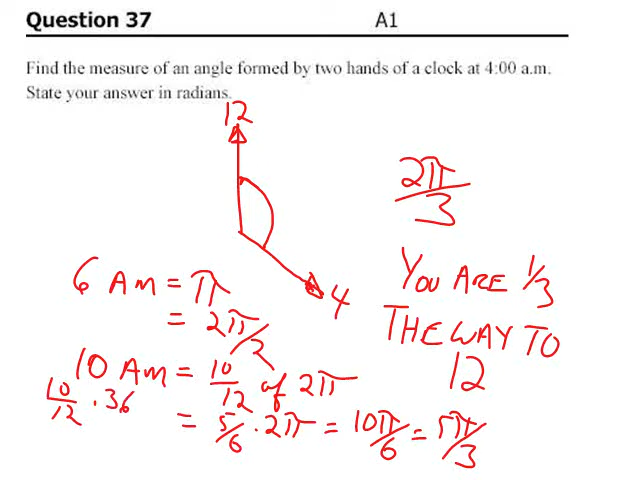 Question 37 A1
Find the measure of an angle formed by two hands of a clock at 4:00 a.m.
State your answer in radians.
12
2π/3
4
YOU ARE 1/3
THE WAY TO
12
6 AM = π
= 2π/2
10 AM = 10/12 of 2π
10/12 · 36
= 5/6 · 2π = 10π/6 = 5π/3